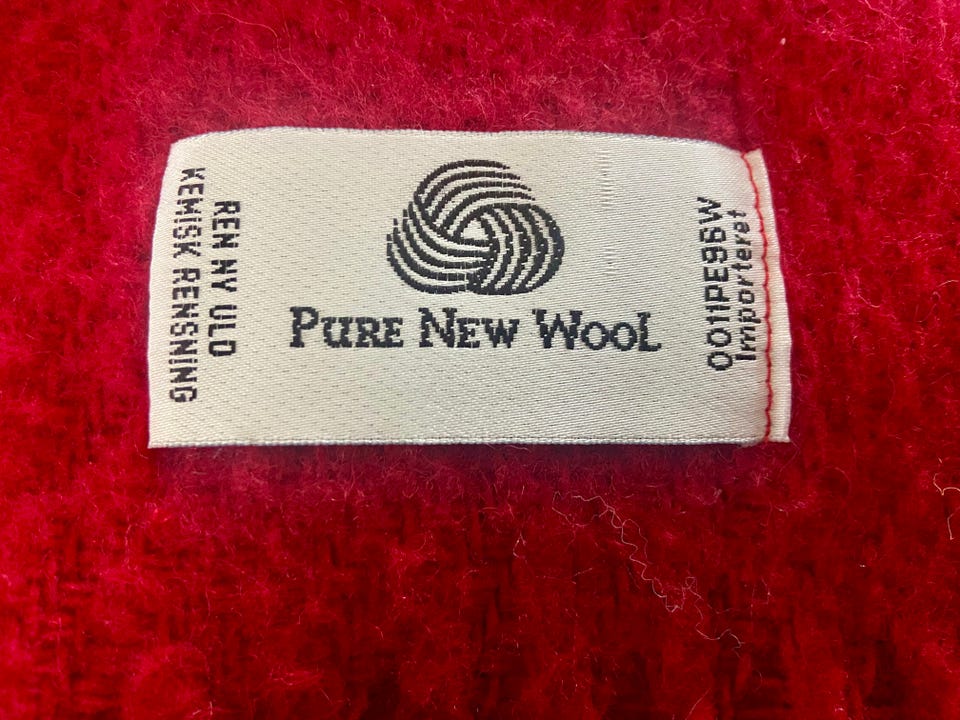 REN NY ULD
KEMISK RENSNING
PURE NEW WOOL
0011PE96W
Importeret